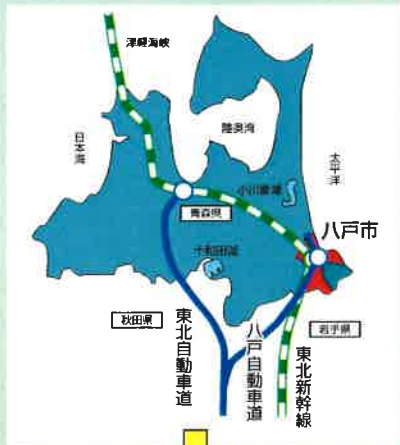 津軽海峡
陸奥湾
日本海
太平洋
小川原湖
青森県
八戸市
十和田湖
秋田県
岩手県
東北自動車道
八戸自動車道
東北新幹線